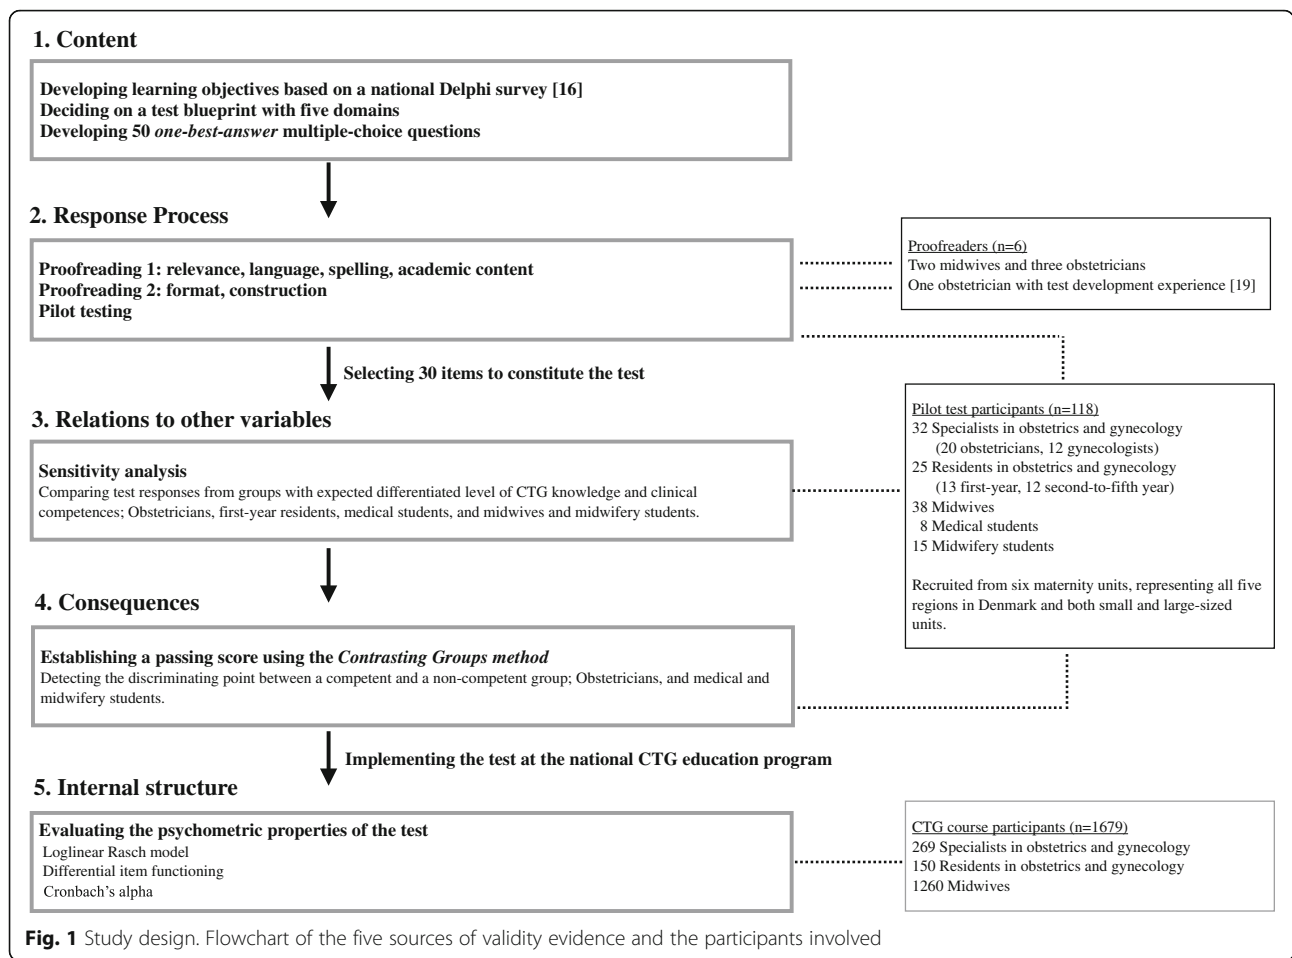 1. Content
Developing learning objectives based on a national Delphi survey [16]
Deciding on a test blueprint with five domains
Developing 50 one-best-answer multiple-choice questions
2. Response Process
Proofreading 1: relevance, language, spelling, academic content
Proofreading 2: format, construction
Pilot testing
Proofreaders (n=6)
Two midwives and three obstetricians
One obstetrician with test development experience [19]
Selecting 30 items to constitute the test
3. Relations to other variables
Sensitivity analysis
Comparing test responses from groups with expected differentiated level of CTG knowledge and clinical
competences; Obstetricians, first-year residents, medical students, and midwives and midwifery students.
Pilot test participants (n=118)
32 Specialists in obstetrics and gynecology
(20 obstetricians, 12 gynecologists)
25 Residents in obstetrics and gynecology
(13 first-year, 12 second-to-fifth year)
38 Midwives
8 Medical students
15 Midwifery students
Recruited from six maternity units, representing all five
regions in Denmark and both small and large-sized
units.
4. Consequences
Establishing a passing score using the Contrasting Groups method
Detecting the discriminating point between a competent and a non-competent group; Obstetricians, and medical and
midwifery students.
Implementing the test at the national CTG education program
5. Internal structure
Evaluating the psychometric properties of the test
Loglinear Rasch model
Differential item functioning
Cronbach's alpha
CTG course participants (n=1679)
269 Specialists in obstetrics and gynecology
150 Residents in obstetrics and gynecology
1260 Midwives
Fig. 1 Study design. Flowchart of the five sources of validity evidence and the participants involved